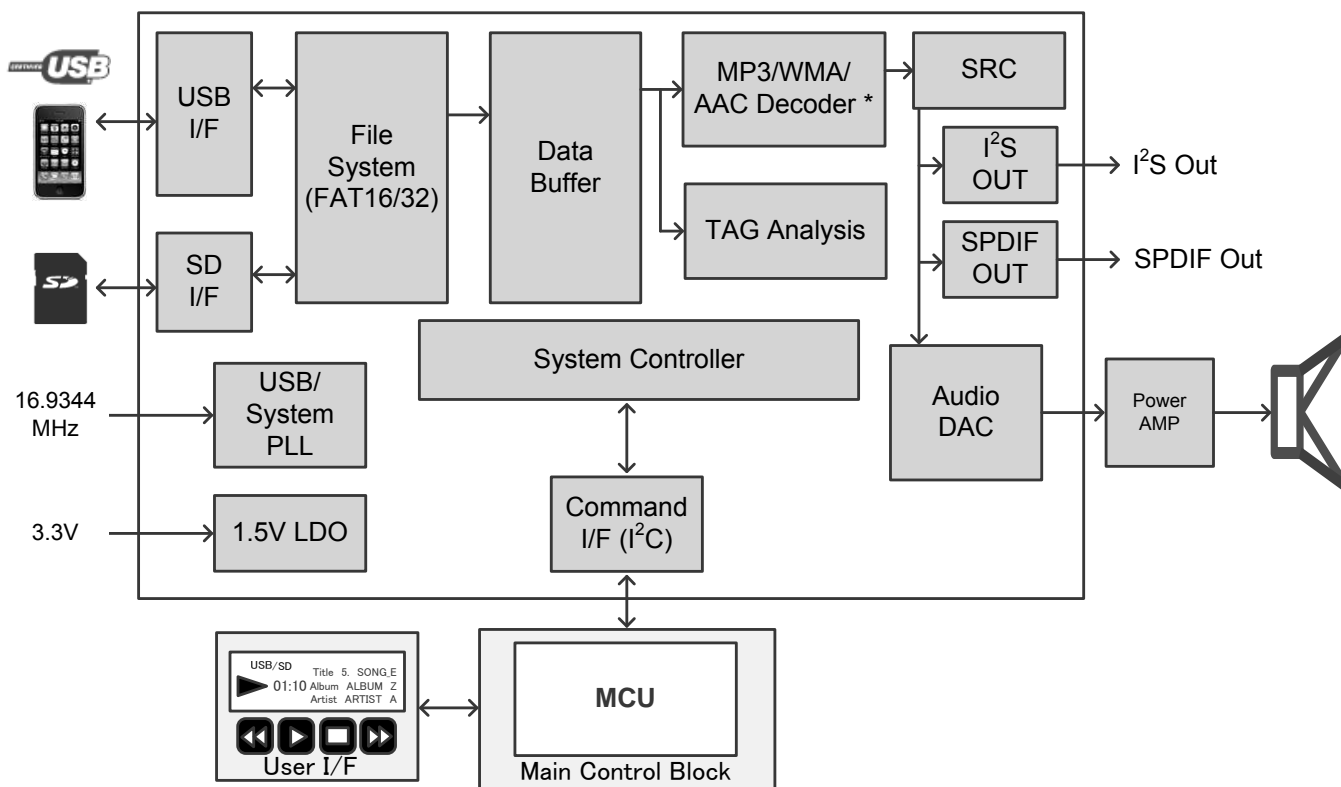 CERTIFIED USB
USB
I/F
File
System
(FAT16/32)
Data
Buffer
MP3/WMA/
AAC Decoder *
SRC
I²S
OUT
I²S Out
TAG Analysis
SPDIF
OUT
SPDIF Out
SD
I/F
SD
System Controller
16.9344
MHz
USB/
System
PLL
Audio
DAC
Power
AMP
3.3V
1.5V LDO
Command
I/F (I²C)
USB/SD
01:10
Title 5. SONG_E
Album ALBUM Z
Artist ARTIST A
User I/F
MCU
Main Control Block